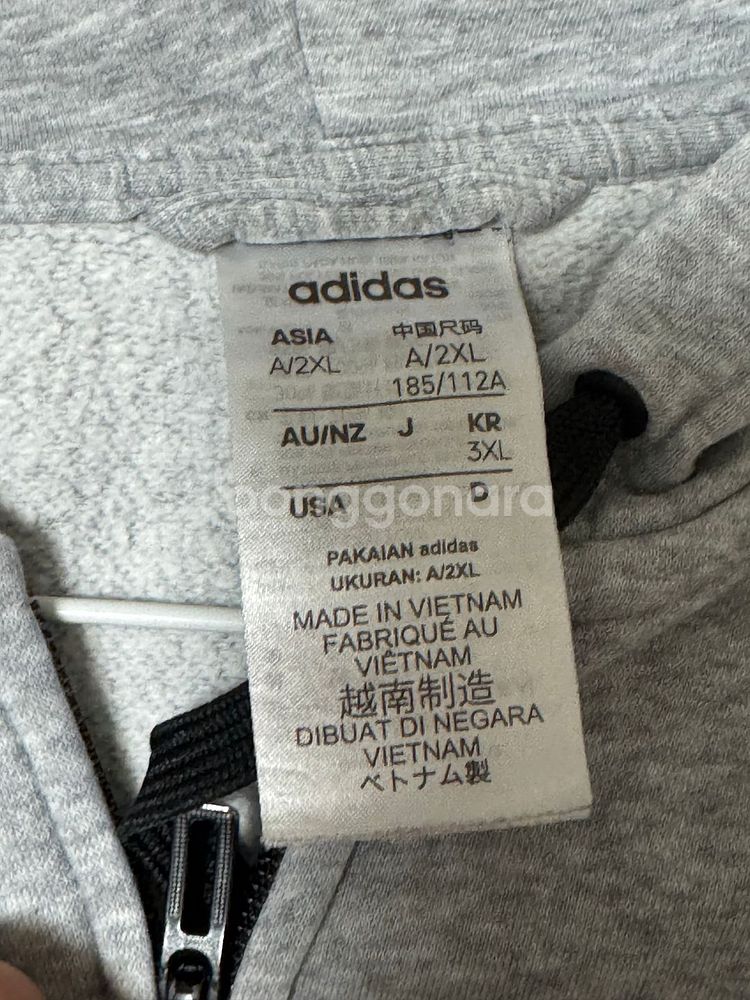 adidas
ASIA 中国尺码
A/2XL A/2XL
185/112A
AU/NZ J KR
3XL
USA D
PAKAIAN adidas
UKURAN: A/2XL
MADE IN VIETNAM
FABRIQUÉ AU
VIÊTNAM
越南制造
DIBUAT DI NEGARA
VIETNAM
ベトナム製